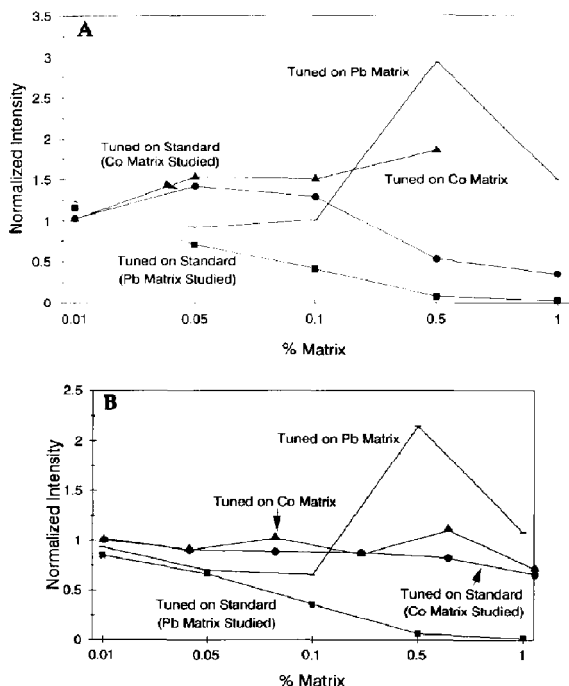 A
3.5
3
2.5
2
1.5
1
0.5
0
Normalized Intensity
Tuned on Pb Matrix
Tuned on Standard
(Co Matrix Studied)
Tuned on Co Matrix
Tuned on Standard
(Pb Matrix Studied)
0.01 0.05 0.1 0.5 1
% Matrix
B
2.5
2
1.5
1
0.5
0
Normalized Intensity
Tuned on Pb Matrix
Tuned on Co Matrix
Tuned on Standard
(Pb Matrix Studied)
Tuned on Standard
(Co Matrix Studied)
0.01 0.05 0.1 0.5 1
% Matrix